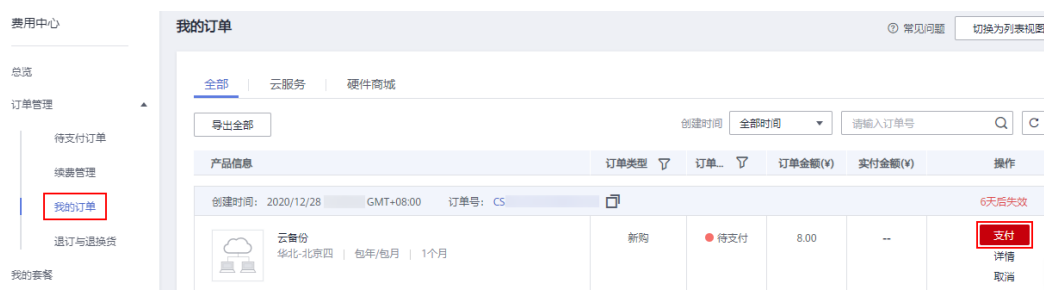 费用中心
总览
订单管理
待支付订单
续费管理
我的订单
退订与退换货
我的套餐
我的订单
常见问题
切换为列表视图
全部
云服务
硬件商城
导出全部
创建时间 全部时间
请输入订单号
产品信息 订单类型 订单... 订单金额(¥) 实付金额(¥) 操作
创建时间: 2020/12/28 GMT+08:00 订单号: CS 6天后失效
云备份 新购 待支付 8.00 -- 支付
华北-北京四 | 包年/包月 | 1个月
详情
取消